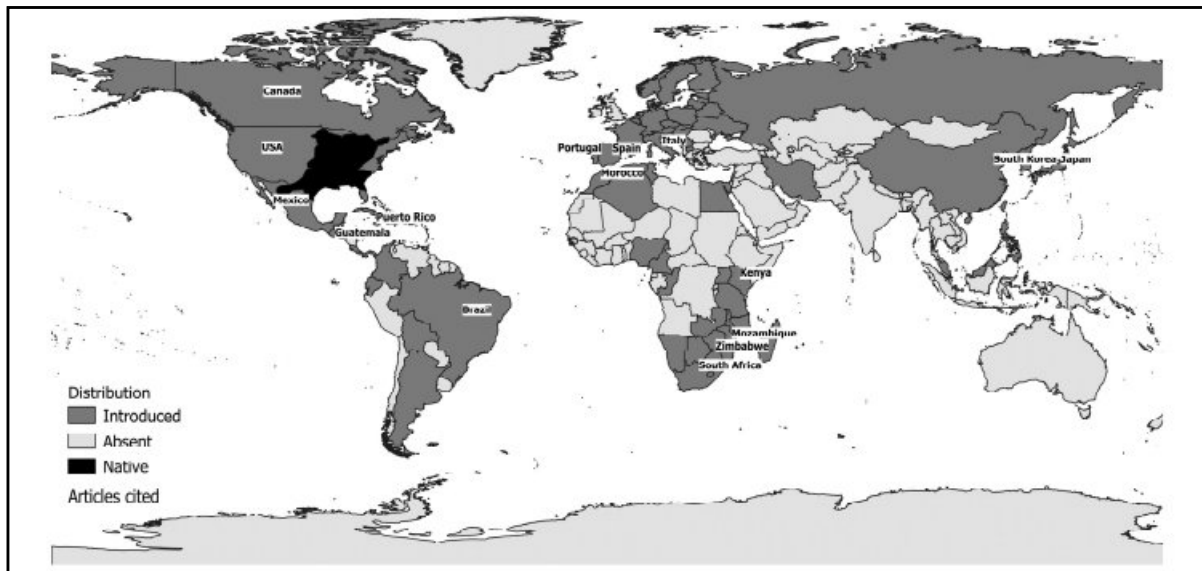 Canada
USA
Mexico
Puerto Rico
Guatemala
Brazil
Portugal Spain
Italy
Morocco
South Korea Japan
Kenya
Mozambique
Zimbabwe
South Africa
Distribution
Introduced
Absent
Native
Articles cited